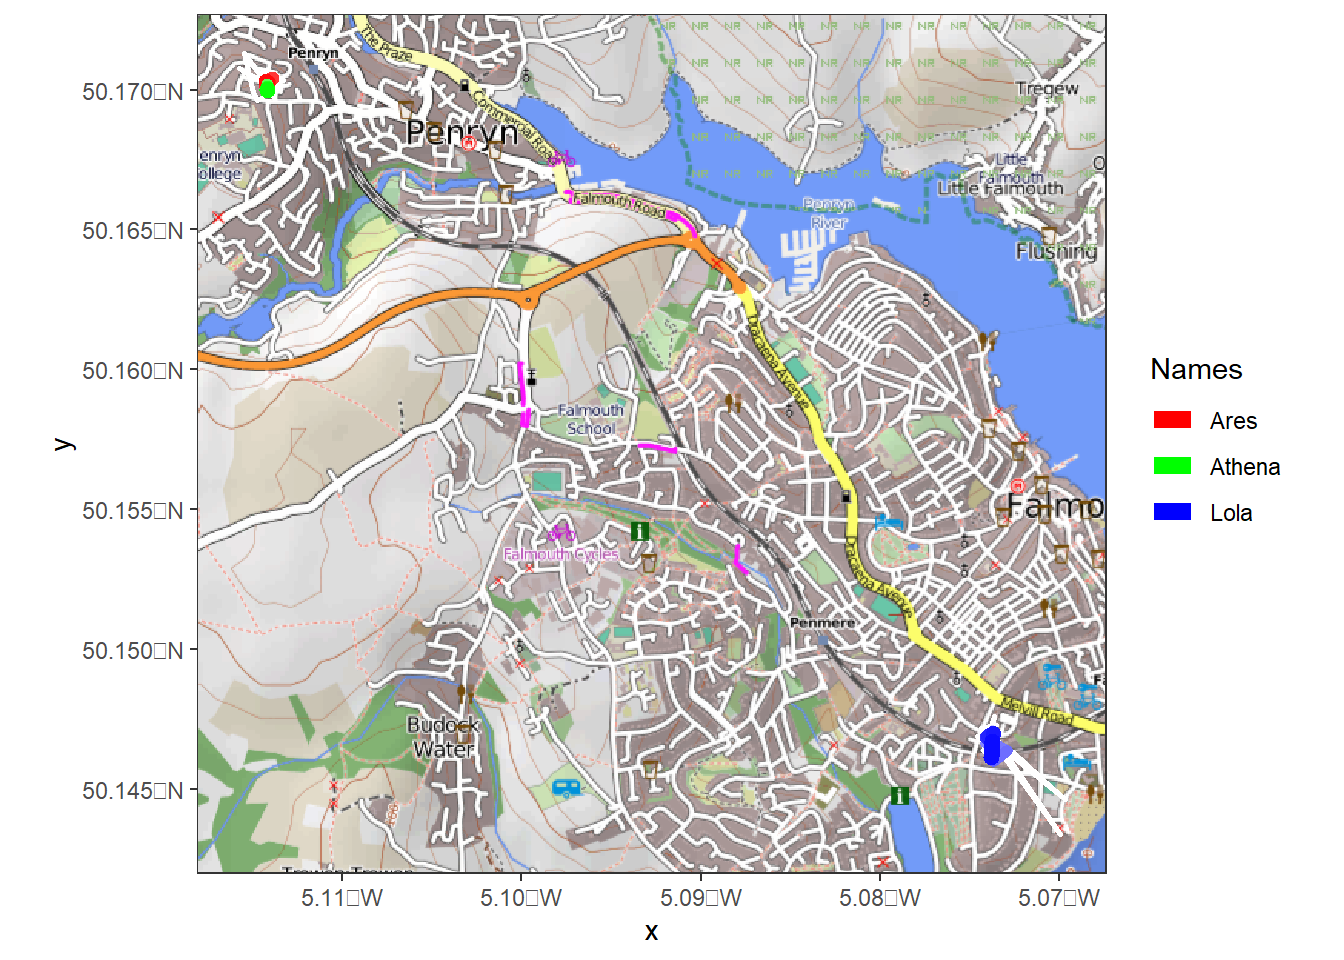 The Praze
Penryn
Tregew
50.170□N
Commercial Road
Penryn
enryn
ollege
Little
Falmouth
Little Falmouth
Falmouth Road
Penryn
River
50.165□N
Flushing
50.160□N
Dracaena Avenue
Falmouth
School
50.155□N
Falmo
Falmouth Cycles
Dracaena Avenue
Penmere
50.150□N
Melvill Road
Budock
Water
50.145□N
5.11□W
5.10□W
5.09□W
5.08□W
5.07□W
x
y
Names
Ares
Athena
Lola